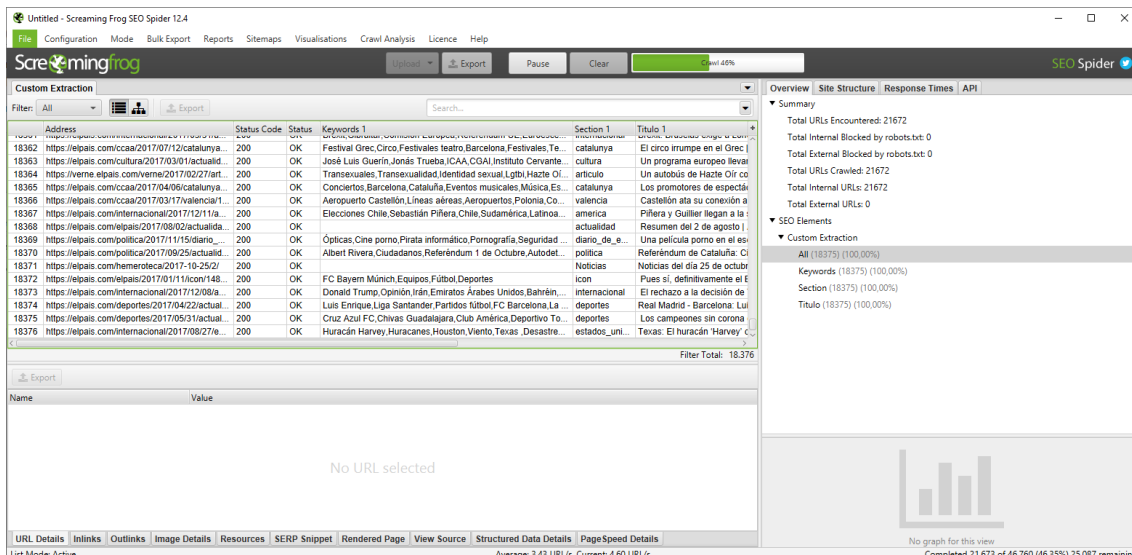 Untitled - Screaming Frog SEO Spider 12.4
File Configuration Mode Bulk Export Reports Sitemaps Visualisations Crawl Analysis Licence Help
Screamingfrog Upload Export Pause Clear Crawl 46% SEO Spider
Custom Extraction
Filter: All Export Search...
Address Status Code Status Keywords 1 Section 1 Titulo 1
18362 https://elpais.com/ccaa/2017/07/12/catalunya... 200 OK Festival Grec,Circo,Festivales teatro,Barcelona,Festivales,Te... catalunya El circo irrumpe en el Grec |
18363 https://elpais.com/cultura/2017/03/01/actualid... 200 OK José Luis Guerín,Jonás Trueba,ICAA,CGAI,Instituto Cervante... cultura Un programa europeo llevar
18364 https://verne.elpais.com/verne/2017/02/27/art... 200 OK Transexuales,Transexualidad,Identidad sexual,Lgtbi,Hazte Oí... articulo Un autobús de Hazte Oír co
18365 https://elpais.com/ccaa/2017/04/06/catalunya... 200 OK Conciertos,Barcelona,Cataluña,Eventos musicales,Música,Es... catalunya Los promotores de espectá
18366 https://elpais.com/ccaa/2017/03/17/valencia/1... 200 OK Aeropuerto Castellón,Líneas aéreas,Aeropuertos,Polonia,Co... valencia Castellón ata su conexión a
18367 https://elpais.com/internacional/2017/12/11/a... 200 OK Elecciones Chile,Sebastián Piñera,Chile,Sudamérica,Latinoa... america Piñera y Guillier llegan a la
18368 https://elpais.com/elpais/2017/08/02/actualida... 200 OK actualidad Resumen del 2 de agosto |
18369 https://elpais.com/politica/2017/11/15/diario_... 200 OK Ópticas,Cine porno,Pirata informático,Pornografía,Seguridad ... diario_de_e... Una película porno en el es
18370 https://elpais.com/politica/2017/09/25/actualid... 200 OK Albert Rivera,Ciudadanos,Referéndum 1 de Octubre,Autodet... politica Referéndum de Cataluña: C
18371 https://elpais.com/hemeroteca/2017-10-25/2/ 200 OK Noticias Noticias del día 25 de octubr
18372 https://elpais.com/elpais/2017/01/11/icon/148... 200 OK FC Bayern Múnich,Equipos,Fútbol,Deportes icon Pues sí, definitivamente el E
18373 https://elpais.com/internacional/2017/12/08/a... 200 OK Donald Trump,Opinión,Irán,Emiratos Árabes Unidos,Bahréin,... internacional El rechazo a la decisión de
18374 https://elpais.com/deportes/2017/04/22/actual... 200 OK Luis Enrique,Liga Santander,Partidos fútbol,FC Barcelona,La ... deportes Real Madrid - Barcelona: Lui
18375 https://elpais.com/deportes/2017/05/31/actual... 200 OK Cruz Azul FC,Chivas Guadalajara,Club América,Deportivo To... deportes Los campeones sin corona
18376 https://elpais.com/internacional/2017/08/27/e... 200 OK Huracán Harvey,Huracanes,Houston,Viento,Texas ,Desastre... estados_uni... Texas: El huracán 'Harvey' c
Filter Total: 18.376
Export
Name Value
No URL selected
URL Details Inlinks Outlinks Image Details Resources SERP Snippet Rendered Page View Source Structured Data Details PageSpeed Details
Overview Site Structure Response Times API
Summary
Total URLs Encountered: 21672
Total Internal Blocked by robots.txt: 0
Total External Blocked by robots.txt: 0
Total URLs Crawled: 21672
Total Internal URLs: 21672
Total External URLs: 0
SEO Elements
Custom Extraction
All (18375) (100,00%)
Keywords (18375) (100,00%)
Section (18375) (100,00%)
Titulo (18375) (100,00%)
No graph for this view
List Mode: Active Average: 3,43 URL/s. Current: 4,60 URL/s. Completed 21.673 of 46.760 (46,35%) 25.087 remaining